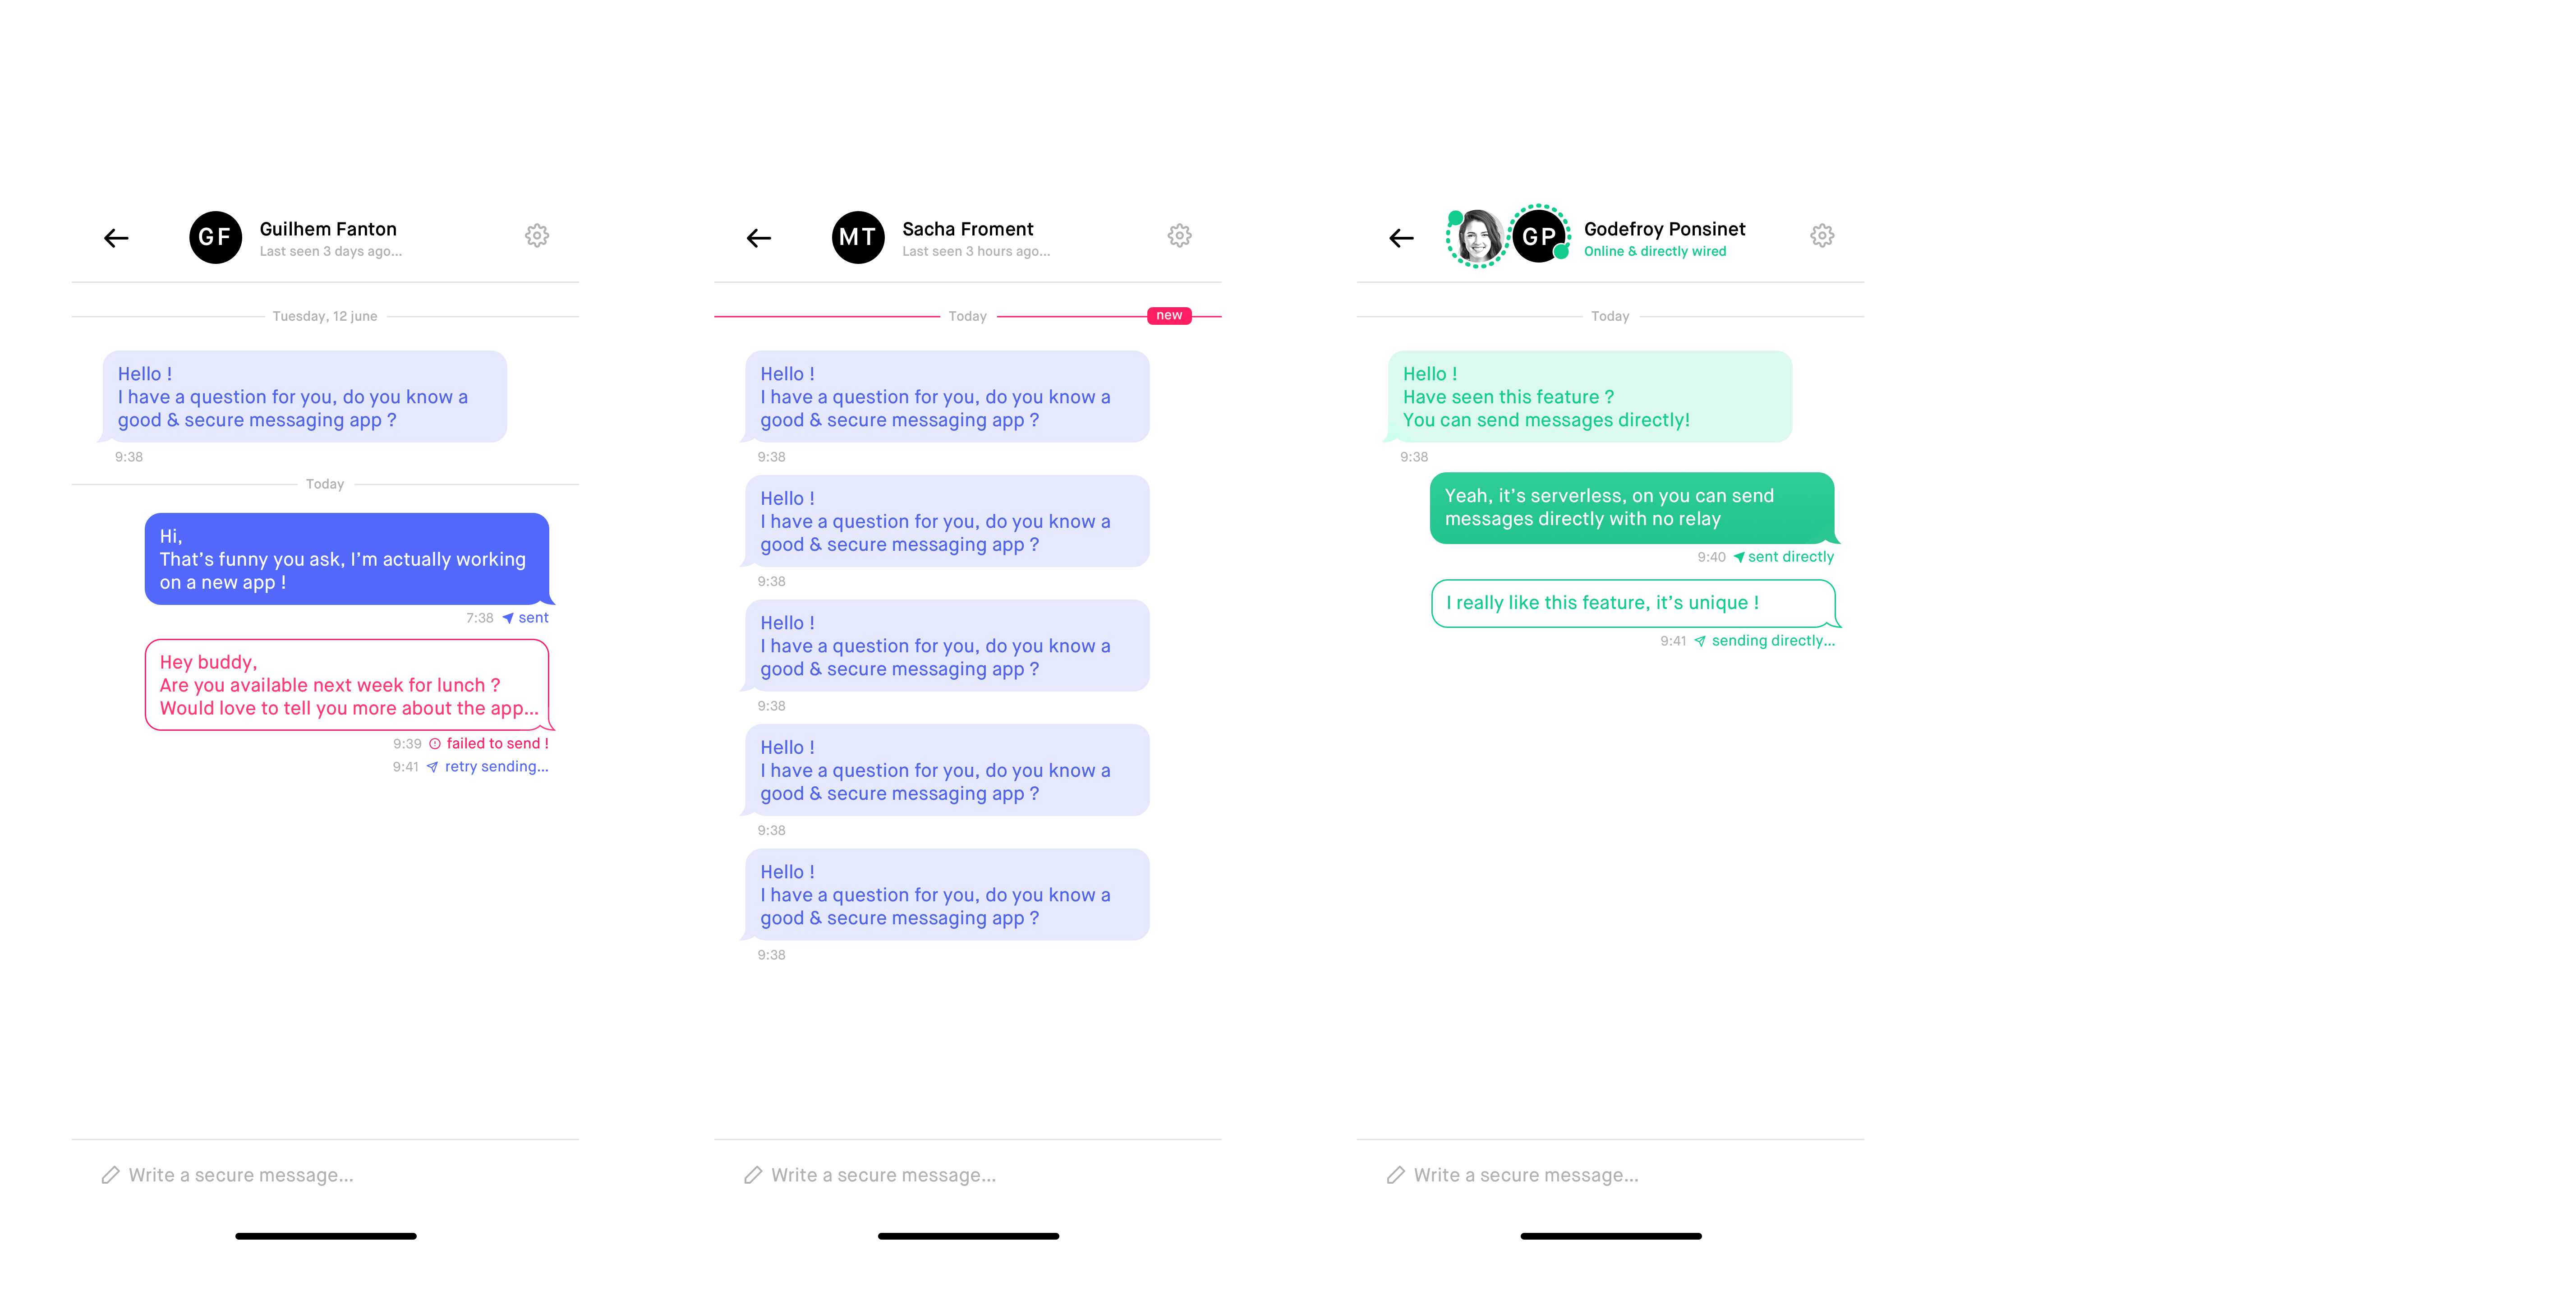 GF
Guilhem Fanton
Last seen 3 days ago...
Tuesday, 12 june
Hello !
I have a question for you, do you know a
good & secure messaging app ?
9:38
Today
Hi,
That's funny you ask, I'm actually working
on a new app !
7:38 sent
Hey buddy,
Are you available next week for lunch ?
Would love to tell you more about the app...
9:39 failed to send !
9:41 retry sending...
Write a secure message...
MT
Sacha Froment
Last seen 3 hours ago...
Today
new
Hello !
I have a question for you, do you know a
good & secure messaging app ?
9:38
Hello !
I have a question for you, do you know a
good & secure messaging app ?
9:38
Hello !
I have a question for you, do you know a
good & secure messaging app ?
9:38
Hello !
I have a question for you, do you know a
good & secure messaging app ?
9:38
Hello !
I have a question for you, do you know a
good & secure messaging app ?
9:38
Write a secure message...
GP
Godefroy Ponsinet
Online & directly wired
Today
Hello !
Have seen this feature ?
You can send messages directly!
9:38
Yeah, it's serverless, on you can send
messages directly with no relay
9:40 sent directly
I really like this feature, it's unique !
9:41 sending directly...
Write a secure message...